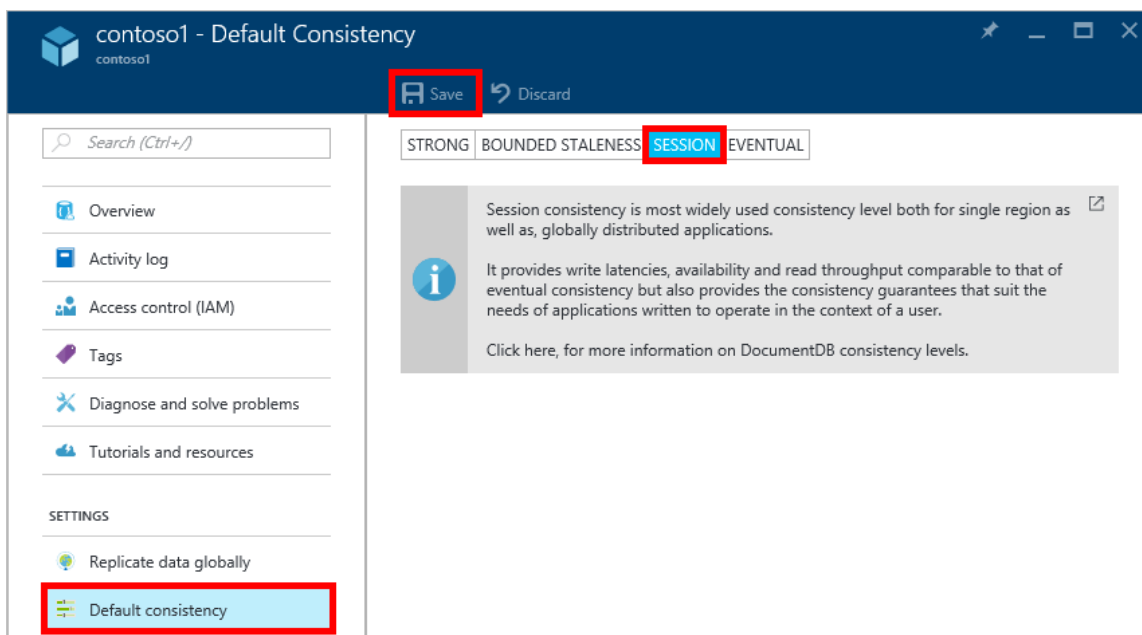 contoso1 - Default Consistency
contoso1
Save Discard
Search (Ctrl+/)
Overview
Activity log
Access control (IAM)
Tags
Diagnose and solve problems
Tutorials and resources
SETTINGS
Replicate data globally
Default consistency
STRONG BOUNDED STALENESS SESSION EVENTUAL
Session consistency is most widely used consistency level both for single region as
well as, globally distributed applications.
It provides write latencies, availability and read throughput comparable to that of
eventual consistency but also provides the consistency guarantees that suit the
needs of applications written to operate in the context of a user.
Click here, for more information on DocumentDB consistency levels.